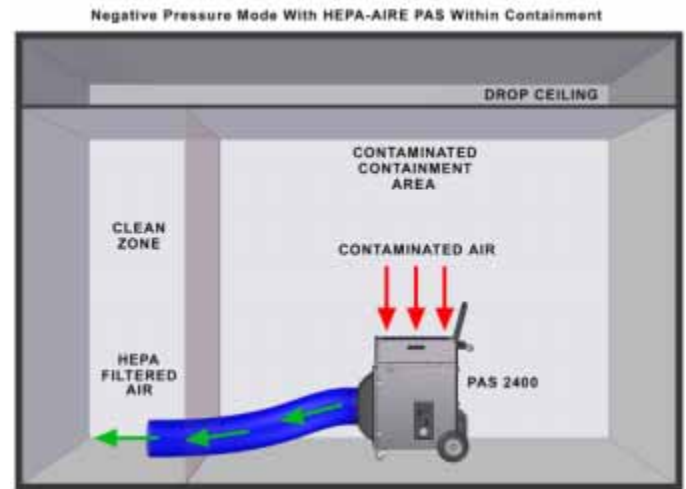 Negative Pressure Mode With HEPA-AIRE PAS Within Containment
DROP CEILING
CONTAMINATED
CONTAINMENT
AREA
CLEAN
ZONE
CONTAMINATED AIR
HEPA
FILTERED
AIR
PAS 2400